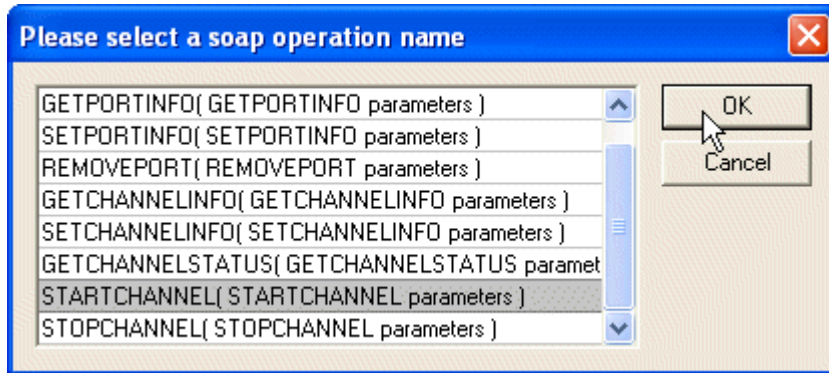 Please select a soap operation name
GETPORTINFO( GETPORTINFO parameters )
SETPORTINFO( SETPORTINFO parameters )
REMOVEPORT( REMOVEPORT parameters )
GETCHANNELINFO( GETCHANNELINFO parameters )
SETCHANNELINFO( SETCHANNELINFO parameters )
GETCHANNELSTATUS( GETCHANNELSTATUS paramet
STARTCHANNEL( STARTCHANNEL parameters )
STOPCHANNEL( STOPCHANNEL parameters )
OK
Cancel